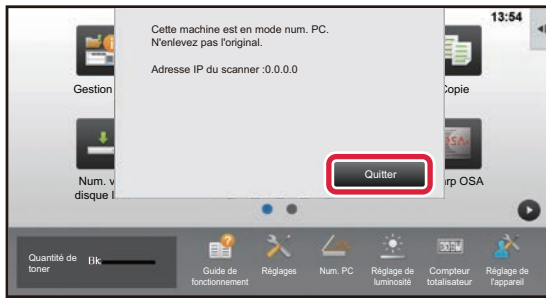 Cette machine est en mode num. PC.
N'enlevez pas l'original.
Adresse IP du scanner :0.0.0.0
13:54
Gestion
Copie
Quitter
Num. v
disque l
rp OSA
Quantité de
toner
Bk
Guide de
fonctionnement
Réglages
Num. PC
Réglage de
luminosité
Compteur
totalisateur
Réglage de
l'appareil